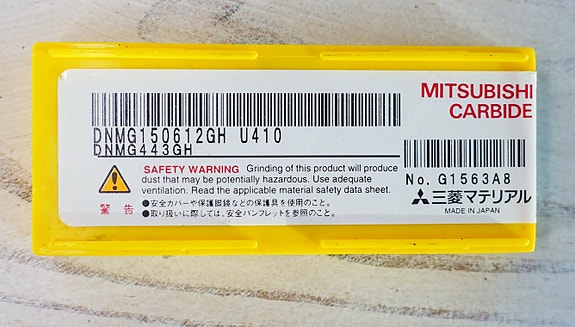 MITSUBISHI
CARBIDE
DNMG150612GH U410
DNMG443GH
No. G1563A8
三菱マテリアル
MADE IN JAPAN
SAFETY WARNING Grinding of this product will produce
dust that may be potentially hazardous. Use adequate
ventilation. Read the applicable material safety data sheet.
警告
●安全カバーや保護眼鏡などの保護具を使用のこと。
●取り扱いに際しては、安全パンフレットを参照のこと。